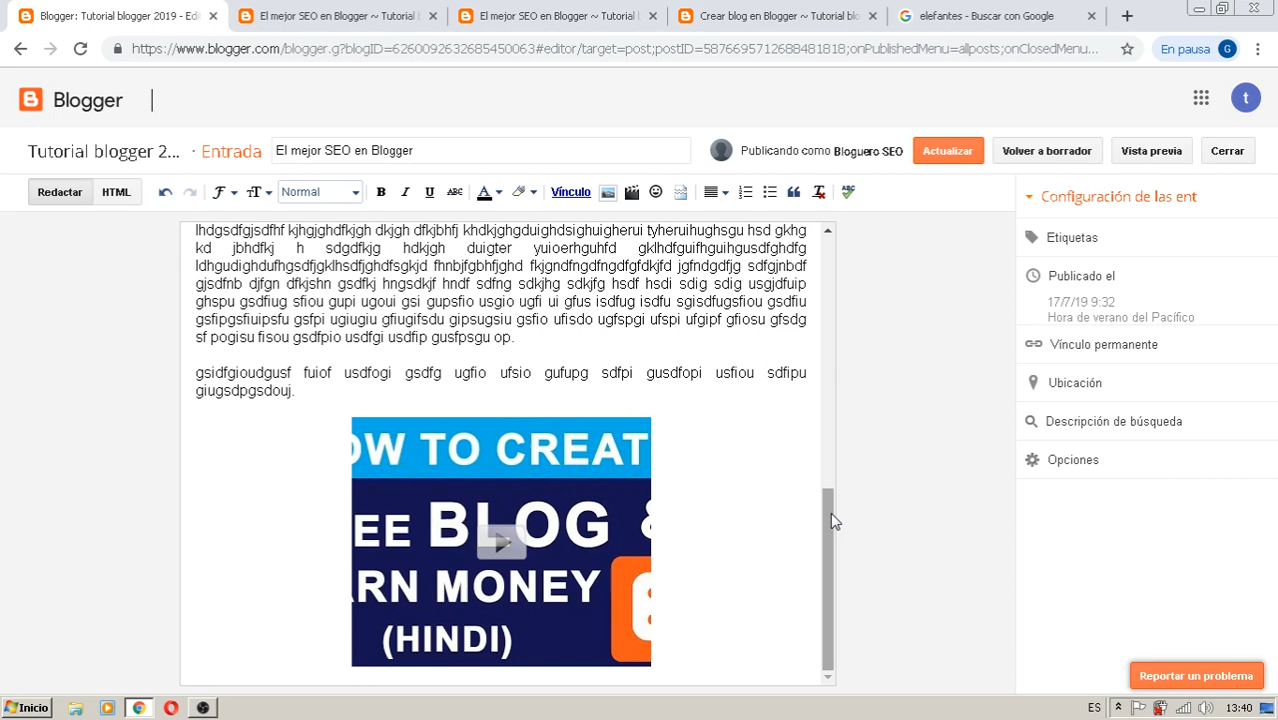 Blogger: Tutorial blogger 2019 - Edi
El mejor SEO en Blogger ~ Tutorial b
El mejor SEO en Blogger ~ Tutorial b
Crear blog en Blogger ~ Tutorial blo
elefantes - Buscar con Google
https://www.blogger.com/blogger.g?blogID=6260092632685450063#editor/target=post;postID=5876695712688481818;onPublishedMenu=allposts;onClosedMenu...
En pausa
G
Blogger
t
Tutorial blogger 2... · Entrada
El mejor SEO en Blogger
Publicando como Bloguero SEO
Actualizar
Volver a borrador
Vista previa
Cerrar
Redactar
HTML
Normal
Vínculo
lhdgsdfgjsdfhf kjhgjghdfkjgh dkjgh dfkjbhfj khdkjghgduighdsighuigherui tyheruihughsgu hsd gkhg
kd jbhdfkj h sdgdfkjg hdkjgh duigter yuioerhguhfd gklhdfguifhguihgusdfghdfg
ldhgudighdufhgsdfjgklhsdfjghdfsgkjd fhnbjfgbhfjghd fkjgndfngdfngdfgfdkjfd jgfndgdfjg sdfgjnbdf
gjsdfnb djfgn dfkjshn gsdfkj hngsdkjf hndf sdfng sdkjhg sdkjfg hsdf hsdi sdig sdig usgjdfuip
ghspu gsdfiug sfiou gupi ugoui gsi gupsfio usgio ugfi ui gfus isdfug isdfu sgisdfugsfiou gsdfiu
gsfipgsfiuipsfu gsfpi ugiugiu gfiugifsdu gipsugsiu gsfio ufisdo ugfspgi ufspi ufgipf gfiosu gfsdg
sf pogisu fisou gsdfpio usdfgi usdfip gusfpsgu op.
gsidfgioudgusf fuiof usdfogi gsdfg ugfio ufsio gufupg sdfpi gusdfopi usfiou sdfipu
giugsdpgsdouj.
OW TO CREAT
EE BLOG &
ARN MONEY
(HINDI)
Configuración de las ent
Etiquetas
Publicado el
17/7/19 9:32
Hora de verano del Pacífico
Vínculo permanente
Ubicación
Descripción de búsqueda
Opciones
Reportar un problema
Inicio
ES
13:40